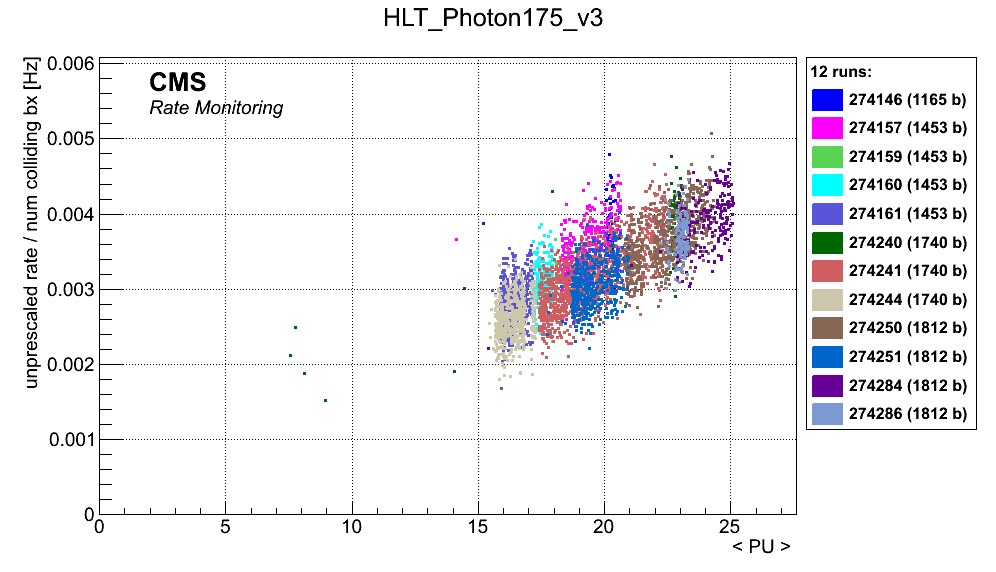 HLT_Photon175_v3
unprescaled rate / num colliding bx [Hz]
0.006
0.005
0.004
0.003
0.002
0.001
0
CMS
Rate Monitoring
0 5 10 15 20 25
< PU >
12 runs:
274146 (1165 b)
274157 (1453 b)
274159 (1453 b)
274160 (1453 b)
274161 (1453 b)
274240 (1740 b)
274241 (1740 b)
274244 (1740 b)
274250 (1812 b)
274251 (1812 b)
274284 (1812 b)
274286 (1812 b)